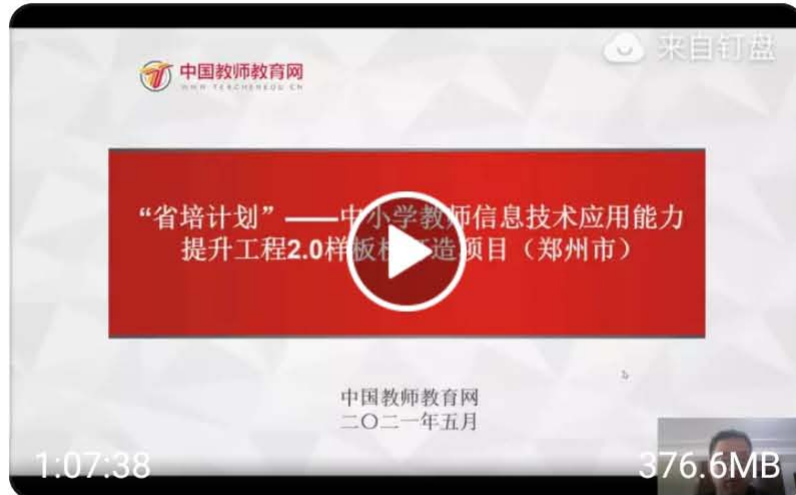 来自钉盘
中国教师教育网
WWW.TEACHEREDU.CN
“省培计划”——中小学教师信息技术应用能力
提升工程2.0样板校打造项目（郑州市）
中国教师教育网
二〇二一年五月
1:07:38
376.6MB